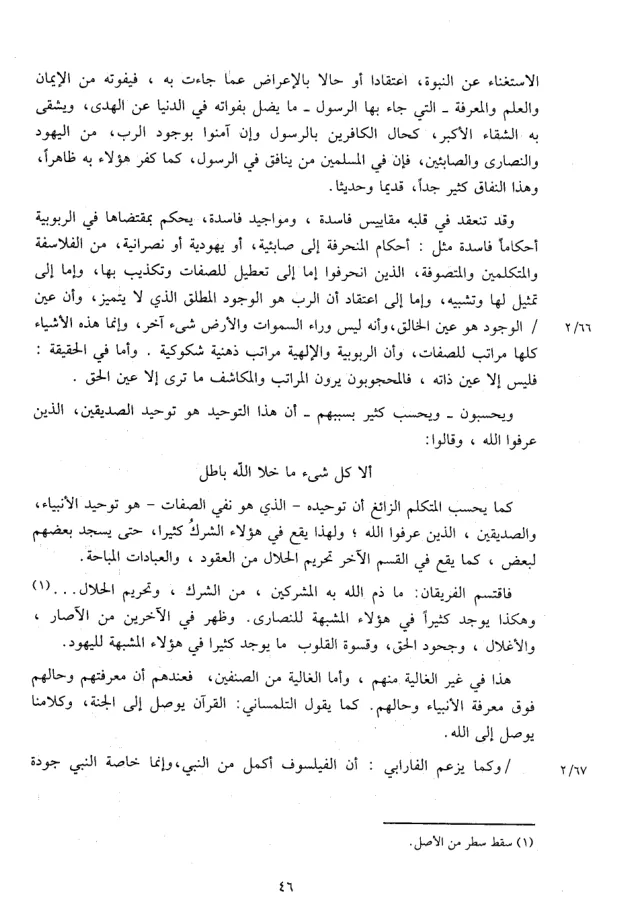 الاستغناء عن النبوة، اعتقادا أو حالا بالإعراض عما جاءت به ، فيفوته من الإيمان
والعلم والمعرفة ـ التي جاء بها الرسول ـ ما يضل بفواته في الدنيا عن الهدى، ويشقى
به الشقاء الأكبر، كحال الكافرين بالرسول وإن آمنوا بوجود الرب، من اليهود
والنصارى والصابئين، فإن في المسلمين من ينافق في الرسول، كما كفر هؤلاء به ظاهراً،
وهذا النفاق كثير جداً، قديما وحديثا.
وقد تنعقد في قلبه مقاييس فاسدة ، ومواجيد فاسدة، يحكم بمقتضاها في الربوبية
أحكاماً فاسدة مثل : أحكام المنحرفة إلى صابئية، أو يهودية أو نصرانية، من الفلاسفة
والمتكلمين والمتصوفة، الذين انحرفوا إما إلى تعطيل للصفات وتكذيب بها، وإما إلى
تمثيل لها وتشبيه، وإما إلى اعتقاد أن الرب هو الوجود المطلق الذي لا يتميز، وأن عين
٢/٦٦ / الوجود هو عين الخالق،وأنه ليس وراء السموات والأرض شىء آخر، وإنما هذه الأشياء
كلها مراتب للصفات، وأن الربوبية والإلهية مراتب ذهنية شكوكية . وأما في الحقيقة :
فليس إلا عين ذاته ، فالمحجوبون يرون المراتب والمكاشف ما ترى إلا عين الحق .
ويحسبون ـ ويحسب كثير بسببهم ـ أن هذا التوحيد هو توحيد الصديقين، الذين
عرفوا الله ، وقالوا:
ألا كل شىء ما خلا اللّه باطل
كما يحسب المتكلم الزائغ أن توحيده – الذي هو نفي الصفات – هو توحيد الأنبياء،
والصديقين ، الذين عرفوا الله ؛ ولهذا يقع في هؤلاء الشركُ كثيرا، حتى يسجد بعضهم
لبعض ، كما يقع في القسم الآخر تحريم الحلال من العقود ، والعبادات المباحة.
فاقتسم الفريقان: ما ذم الله به المشركين ، من الشرك ، وتحريم الحلال...(١)
وهكذا يوجد كثيراً في هؤلاء المشبهة للنصارى. وظهر في الآخرين من الآصار ،
والأغلال ، وجحود الحق، وقسوة القلوب ما يوجد كثيرا في هؤلاء المشبهة لليهود.
هذا في غير الغالية منهم ، وأما الغالية من الصنفين، فعندهم أن معرفتهم وحالهم
فوق معرفة الأنبياء وحالهم. كما يقول التلمساني: القرآن يوصل إلى الجنة، وكلامنا
يوصل إلى الله.
٢/٦٧ / وكما يزعم الفارابي : أن الفيلسوف أكمل من النبي،وإنما خاصة النبي جودة
(١) سقط سطر من الأصل.
٤٦